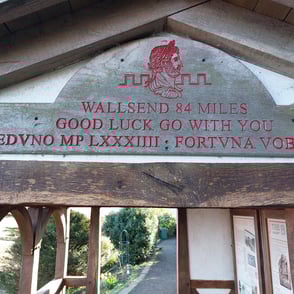 WALLSEND 84 MILES
GOOD LUCK GO WITH YOU
EDVNO MP LXXXIIII : FORTVNA VOB